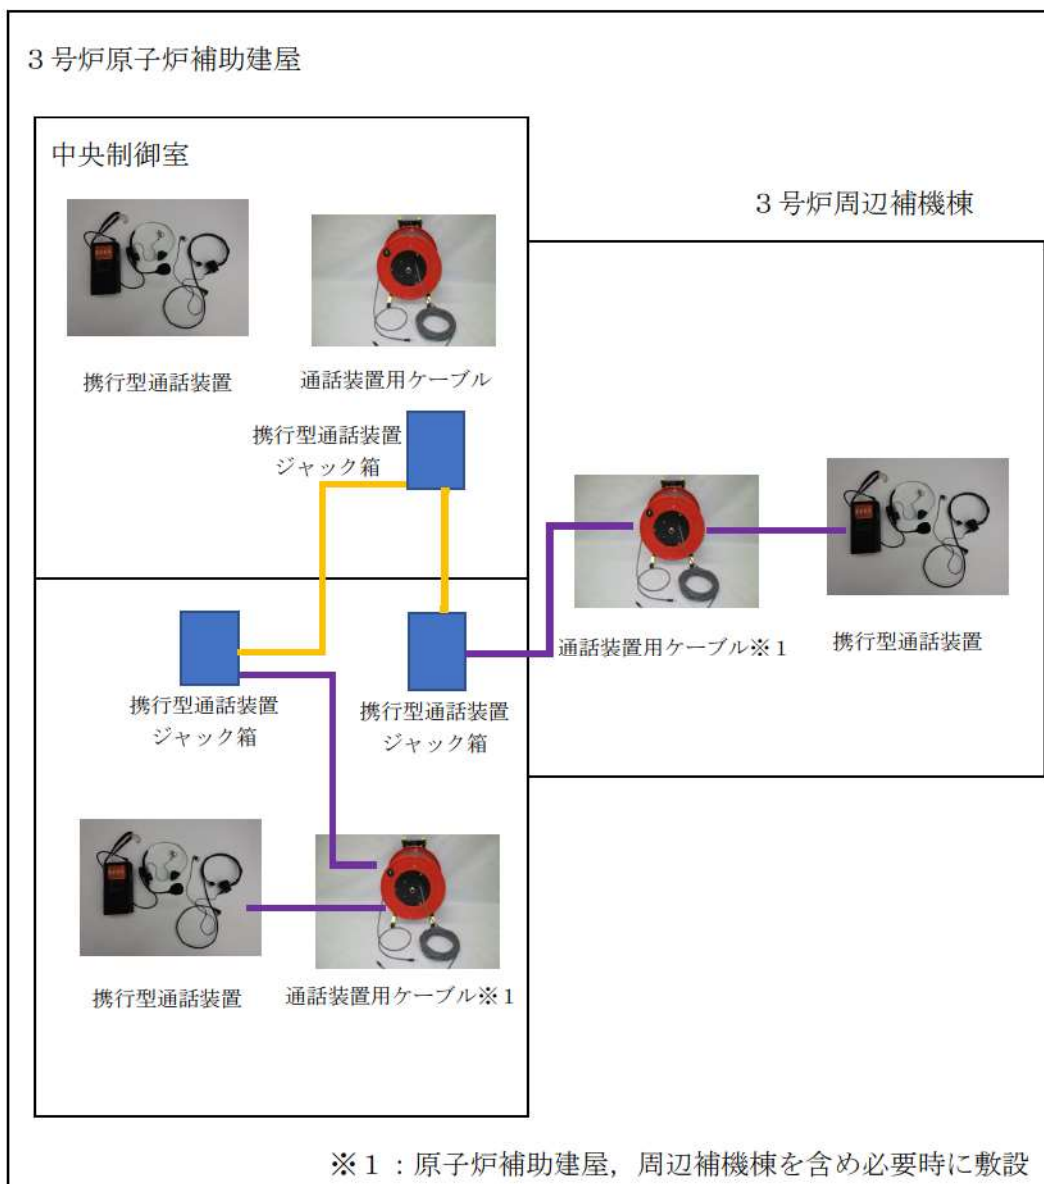 ３号炉原子炉補助建屋
中央制御室
３号炉周辺補機棟
携行型通話装置
通話装置用ケーブル
携行型通話装置
ジャック箱
通話装置用ケーブル※１
携行型通話装置
携行型通話装置
ジャック箱
携行型通話装置
ジャック箱
携行型通話装置
通話装置用ケーブル※１
※１：原子炉補助建屋，周辺補機棟を含め必要時に敷設